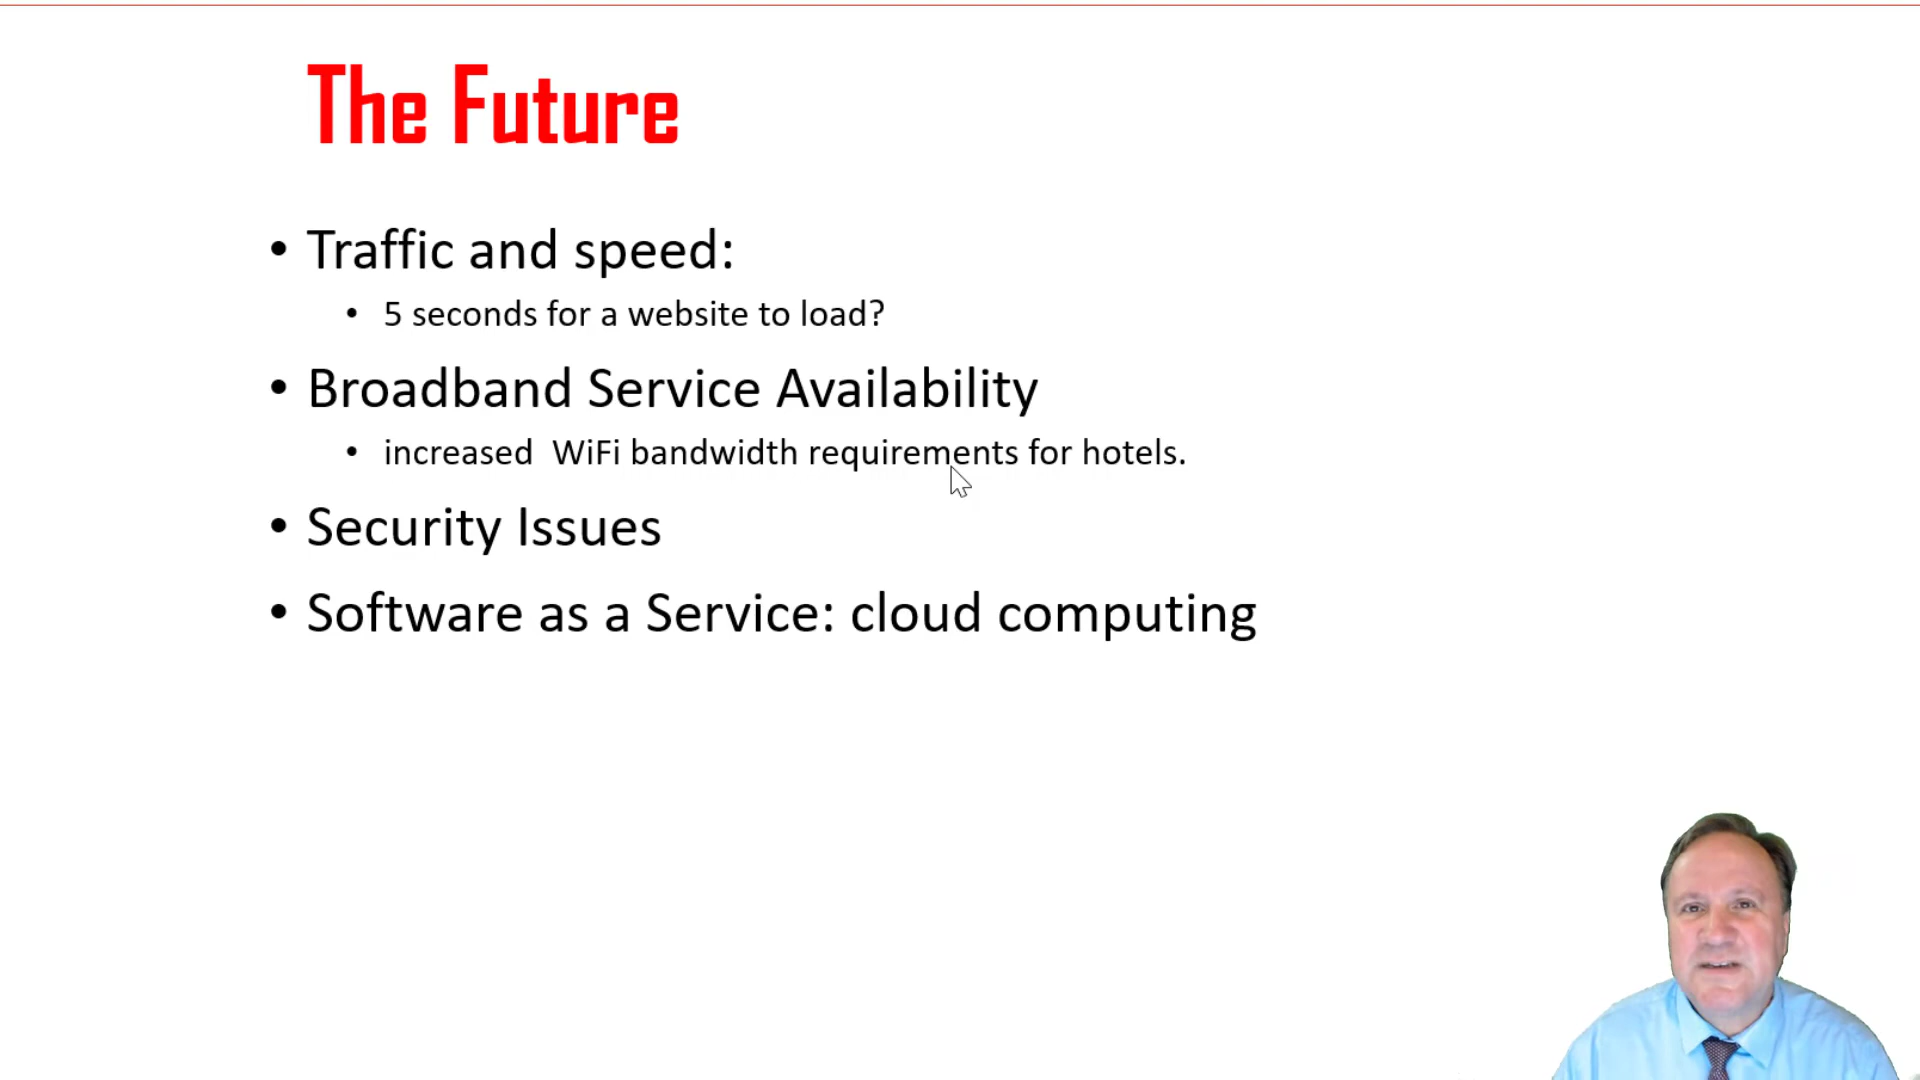 The Future
• Traffic and speed:
• 5 seconds for a website to load?
• Broadband Service Availability
• increased  WiFi bandwidth requirements for hotels.
• Security Issues
• Software as a Service: cloud computing